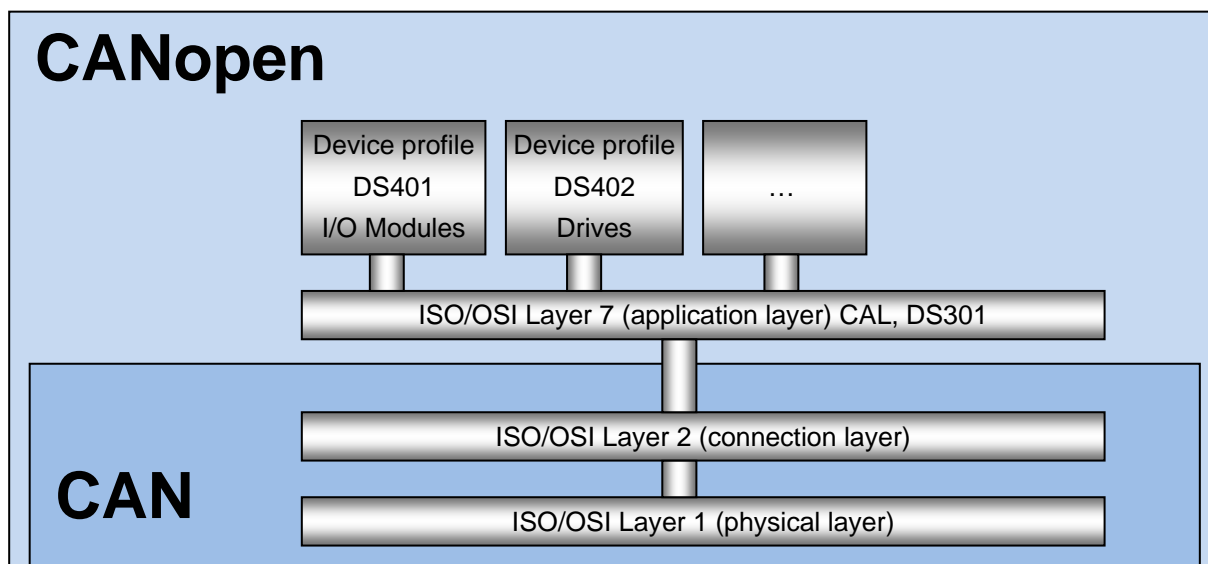 CANopen
Device profile
DS401
I/O Modules
Device profile
DS402
Drives
…
ISO/OSI Layer 7 (application layer) CAL, DS301
ISO/OSI Layer 2 (connection layer)
CAN
ISO/OSI Layer 1 (physical layer)